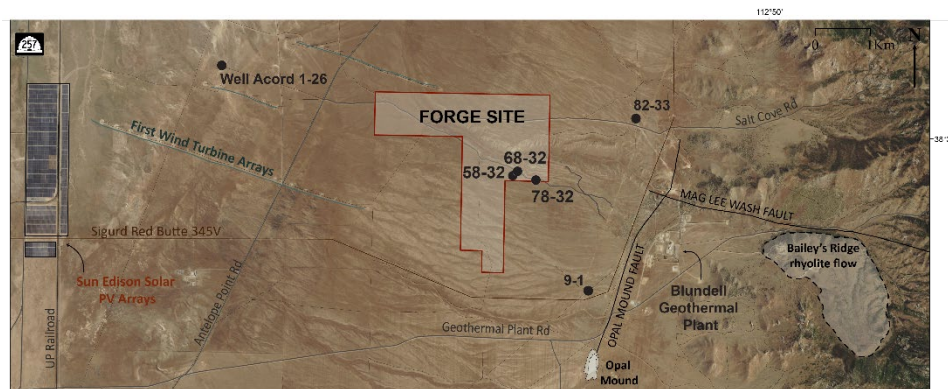 112°50'
257
N
0 1Km
Well Acord 1-26
FORGE SITE
82-33
Salt Cove Rd
First Wind Turbine Arrays
68-32
58-32
78-32
MAG LEE WASH FAULT
Sigurd Red Butte 345V
Bailey's Ridge
rhyolite flow
Sun Edison Solar
PV Arrays
Antelope Point Rd
9-1
OPAL MOUND FAULT
Blundell
Geothermal
Plant
UP Railroad
Geothermal Plant Rd
Opal
Mound